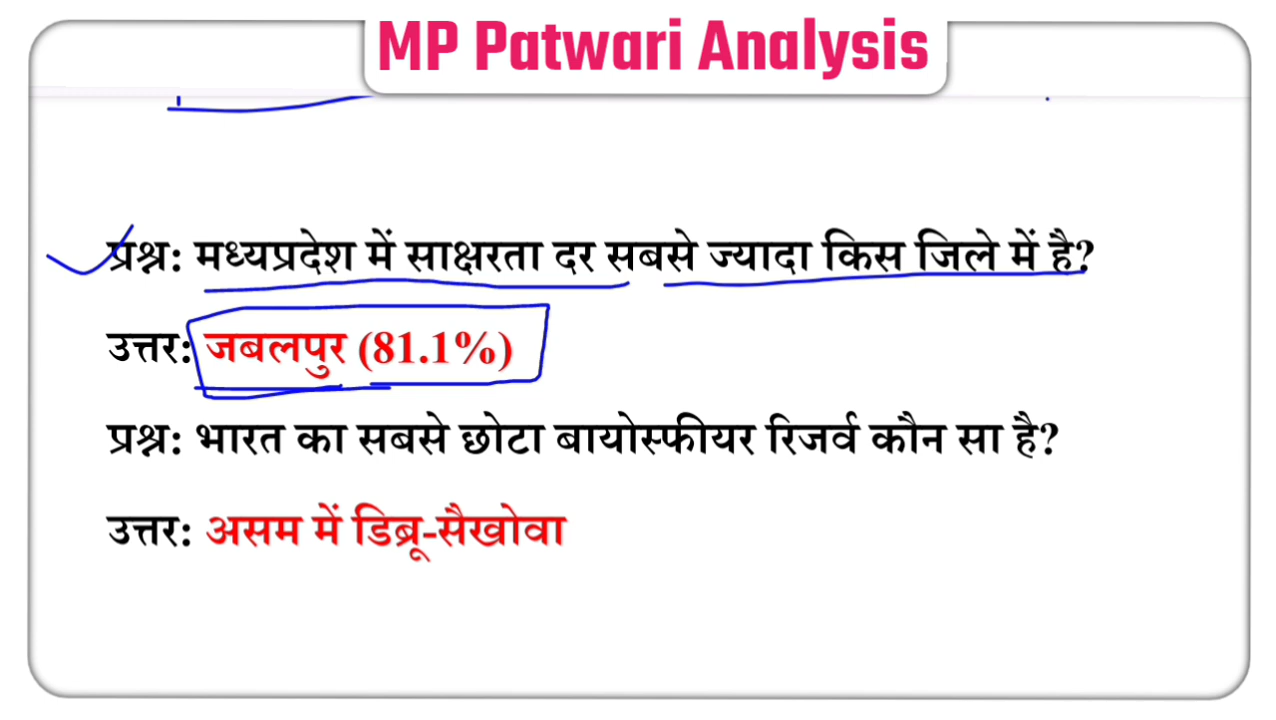 MP Patwari Analysis
प्रश्न: मध्यप्रदेश में साक्षरता दर सबसे ज्यादा किस जिले में है?
उत्तर: जबलपुर (81.1%)
प्रश्न: भारत का सबसे छोटा बायोस्फीयर रिजर्व कौन सा है?
उत्तर: असम में डिब्रू-सैखोवा